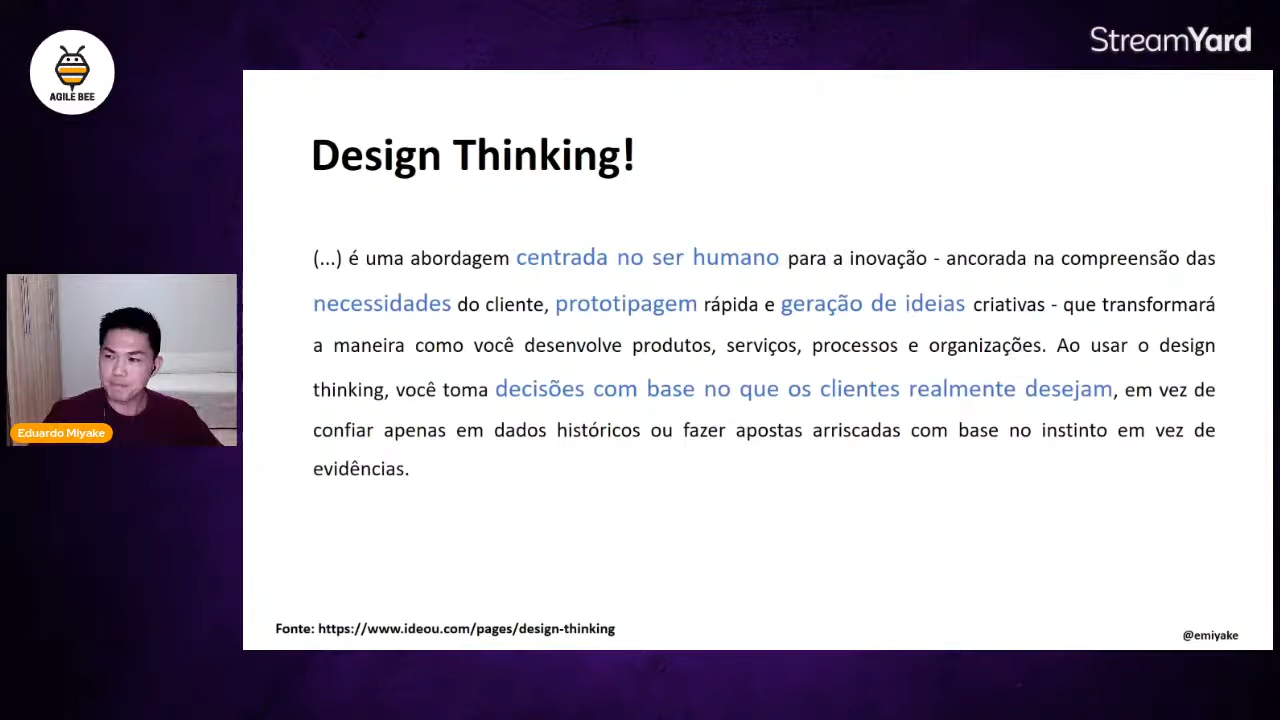 StreamYard
AGILE BEE
Design Thinking!
(...) é uma abordagem centrada no ser humano para a inovação - ancorada na compreensão das
necessidades do cliente, prototipagem rápida e geração de ideias criativas - que transformará
a maneira como você desenvolve produtos, serviços, processos e organizações. Ao usar o design
thinking, você toma decisões com base no que os clientes realmente desejam, em vez de
confiar apenas em dados históricos ou fazer apostas arriscadas com base no instinto em vez de
evidências.
Eduardo Miyake
Fonte: https://www.ideou.com/pages/design-thinking
@emiyake